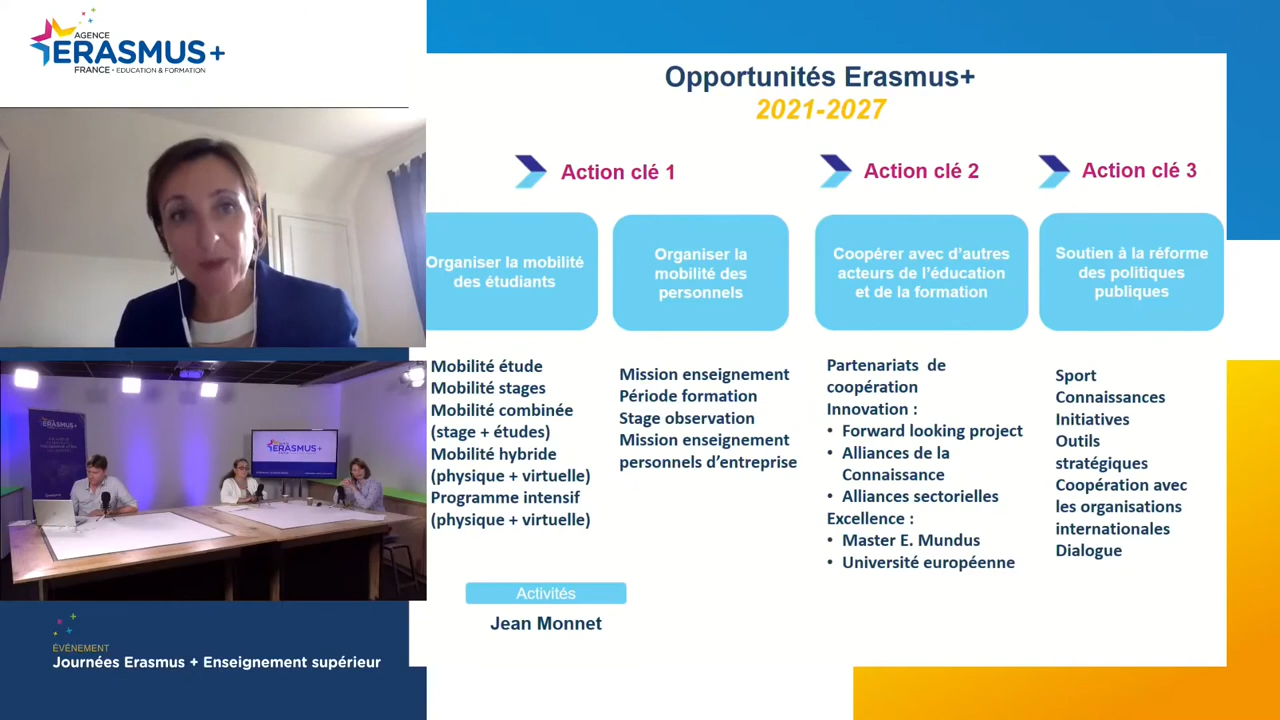 AGENCE
ERASMUS+
FRANCE • EDUCATION & FORMATION
Opportunités Erasmus+
2021-2027
Action clé 1
Action clé 2
Action clé 3
Organiser la mobilité
des étudiants
Organiser la
mobilité des
personnels
Coopérer avec d'autres
acteurs de l'éducation
et de la formation
Soutien à la réforme
des politiques
publiques
Mobilité étude
Mobilité stages
Mobilité combinée
(stage + études)
Mobilité hybride
(physique + virtuelle)
Programme intensif
(physique + virtuelle)
Mission enseignement
Période formation
Stage observation
Mission enseignement
personnels d'entreprise
Partenariats de
coopération
Innovation :
• Forward looking project
• Alliances de la
Connaissance
• Alliances sectorielles
Excellence :
• Master E. Mundus
• Université européenne
Sport
Connaissances
Initiatives
Outils
stratégiques
Coopération avec
les organisations
internationales
Dialogue
Activités
Jean Monnet
ERASMUS+
ERASMUS+
ÉVÉNEMENT
Journées Erasmus + Enseignement supérieur